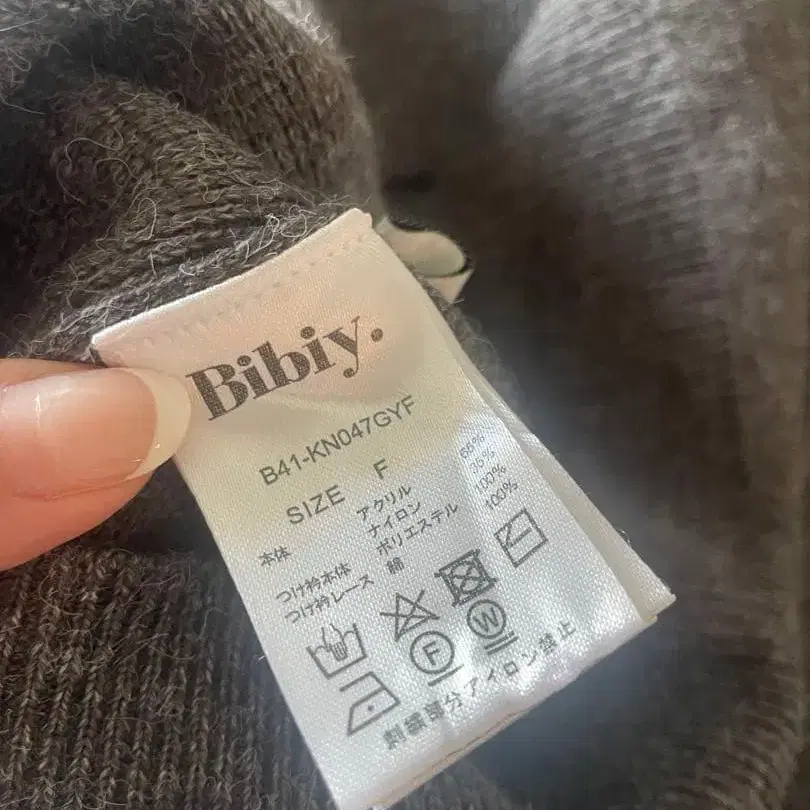 Bibiy.
B41-KN047GYF
SIZE F
本体 アクリル 66%
ナイロン 36%
つけ衿本体 ポリエステル 100%
つけ衿レース 綿 100%
F
W
刺繍部分アイロン禁止